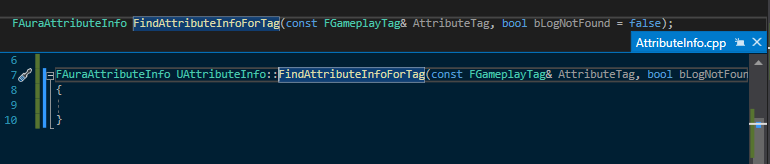 FAuraAttributeInfo FindAttributeInfoForTag(const FGameplayTag& AttributeTag, bool bLogNotFound = false);
AttributeInfo.cpp
6
7 FAuraAttributeInfo UAttributeInfo::FindAttributeInfoForTag(const FGameplayTag& AttributeTag, bool bLogNotFoun
8 {
9
10 }